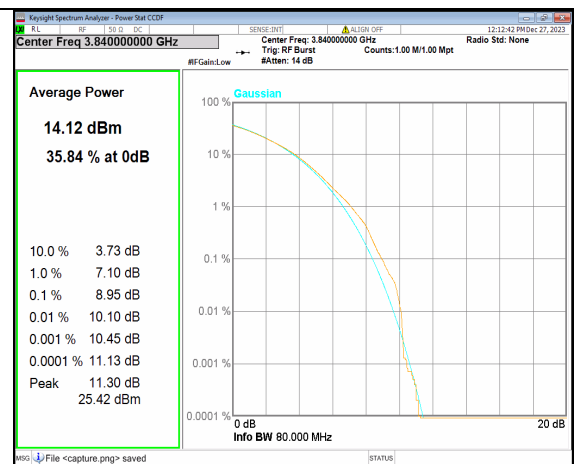 Keysight Spectrum Analyzer - Power Stat CCDF
RL RF 50 Ω DC SENSE:INT ALIGN OFF 12:12:42 PM Dec 27, 2023
Center Freq 3.840000000 GHz Center Freq: 3.840000000 GHz Radio Std: None
Trig: RF Burst Counts:1.00 M/1.00 Mpt
#IFGain:Low #Atten: 14 dB
Average Power
14.12 dBm
35.84 % at 0dB
10.0 % 3.73 dB
1.0 % 7.10 dB
0.1 % 8.95 dB
0.01 % 10.10 dB
0.001 % 10.45 dB
0.0001 % 11.13 dB
Peak 11.30 dB
25.42 dBm
Gaussian
100 %
10 %
1 %
0.1 %
0.01 %
0.001 %
0.0001 %
0 dB 20 dB
Info BW 80.000 MHz
MSG File <capture.png> saved STATUS